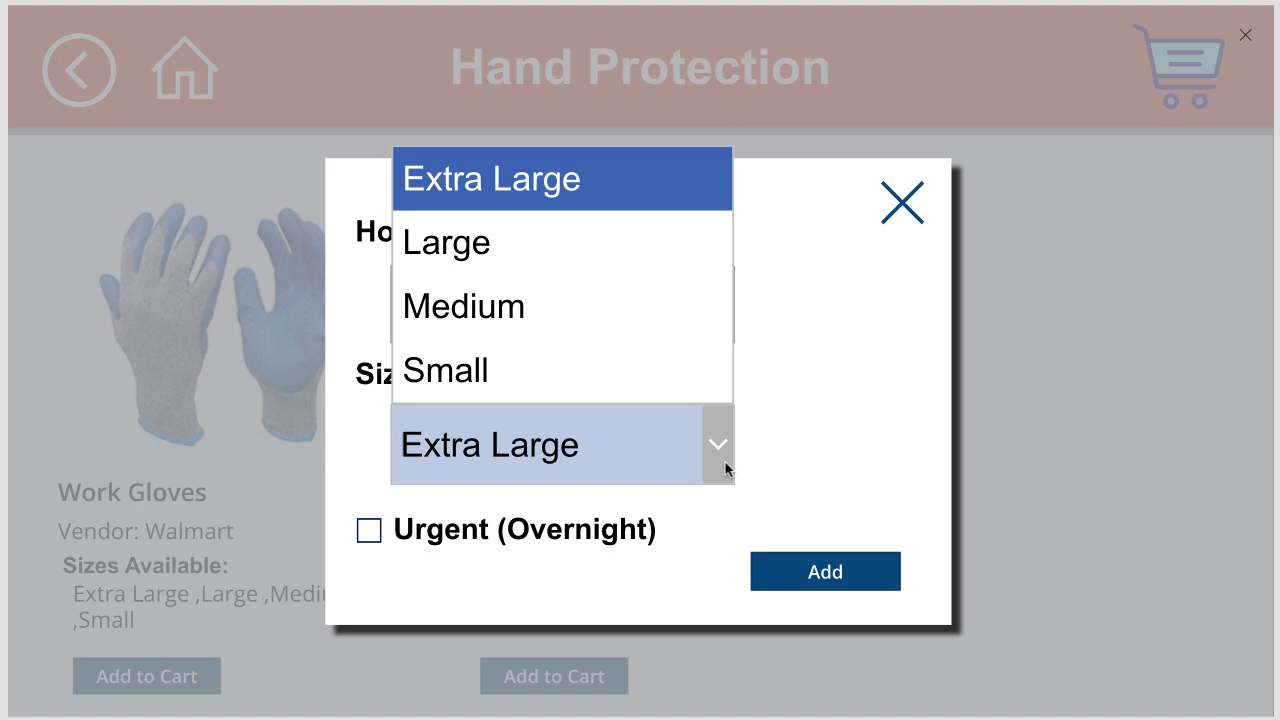 Hand Protection
Extra Large
Large
Medium
Small
Extra Large
Urgent (Overnight)
Add
Work Gloves
Vendor: Walmart
Sizes Available:
Extra Large ,Large ,
,Small
Add to Cart
Add to Cart